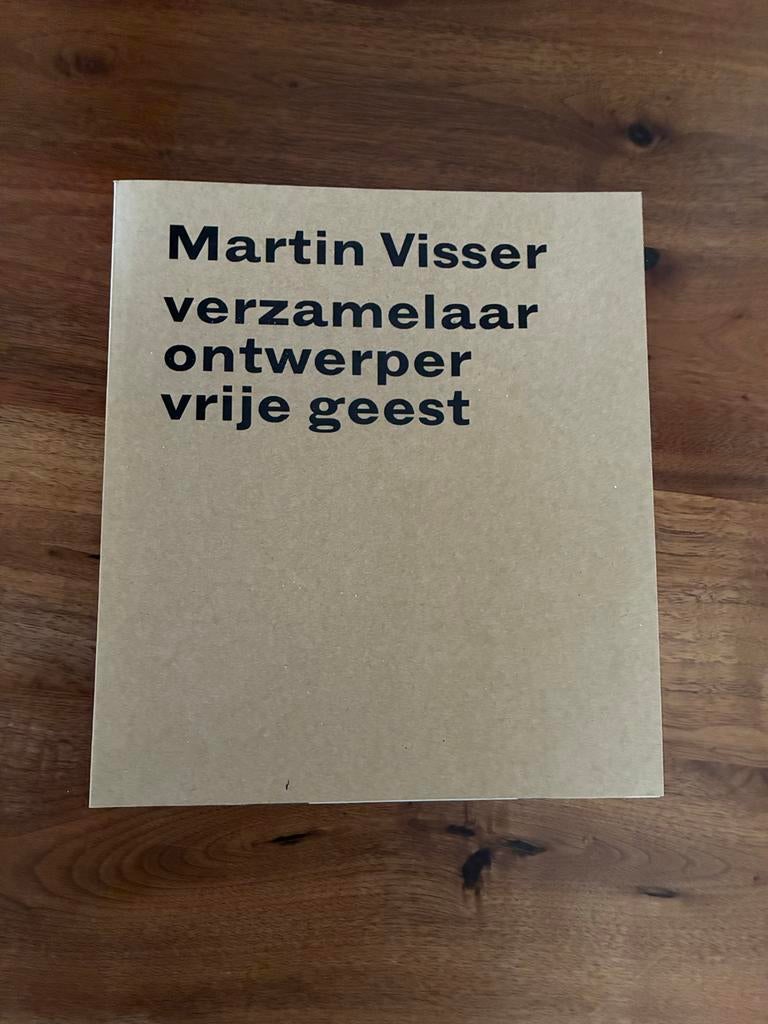 Martin Visser
verzamelaar
ontwerper
vrije geest